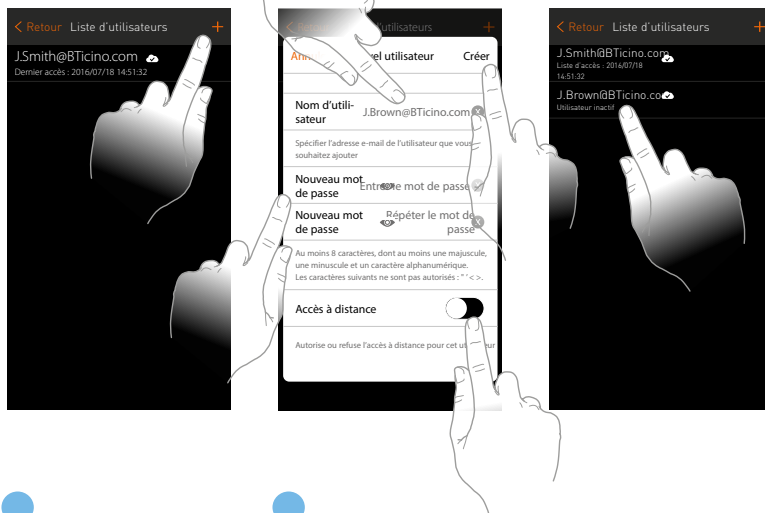 < Retour Liste d'utilisateurs +
J.Smith@BTicino.com
Dernier accès : 2016/07/18 14:51:32
< Retour d'utilisateurs +
utilisateur Créer
Nom d'utili-
sateur
J.Brown@BTicino.com X
Spécifier l'adresse e-mail de l'utilisateur que vous
souhaitez ajouter
Nouveau mot
de passe
le mot de passe
Nouveau mot
de passe
Répéter le mot de
passe
X
Au moins 8 caractères, dont au moins une majuscule,
une minuscule et un caractère alphanumérique.
Les caractères suivants ne sont pas autorisés : " ' < >.
Accès à distance
Autorise ou refuse l'accès à distance pour cet
< Retour Liste d'utilisateurs +
J.Smith@BTicino.com
Liste d'accès : 2016/07/18
14:51:32
J.Brown@BTicino.co
Utilisateur inactif